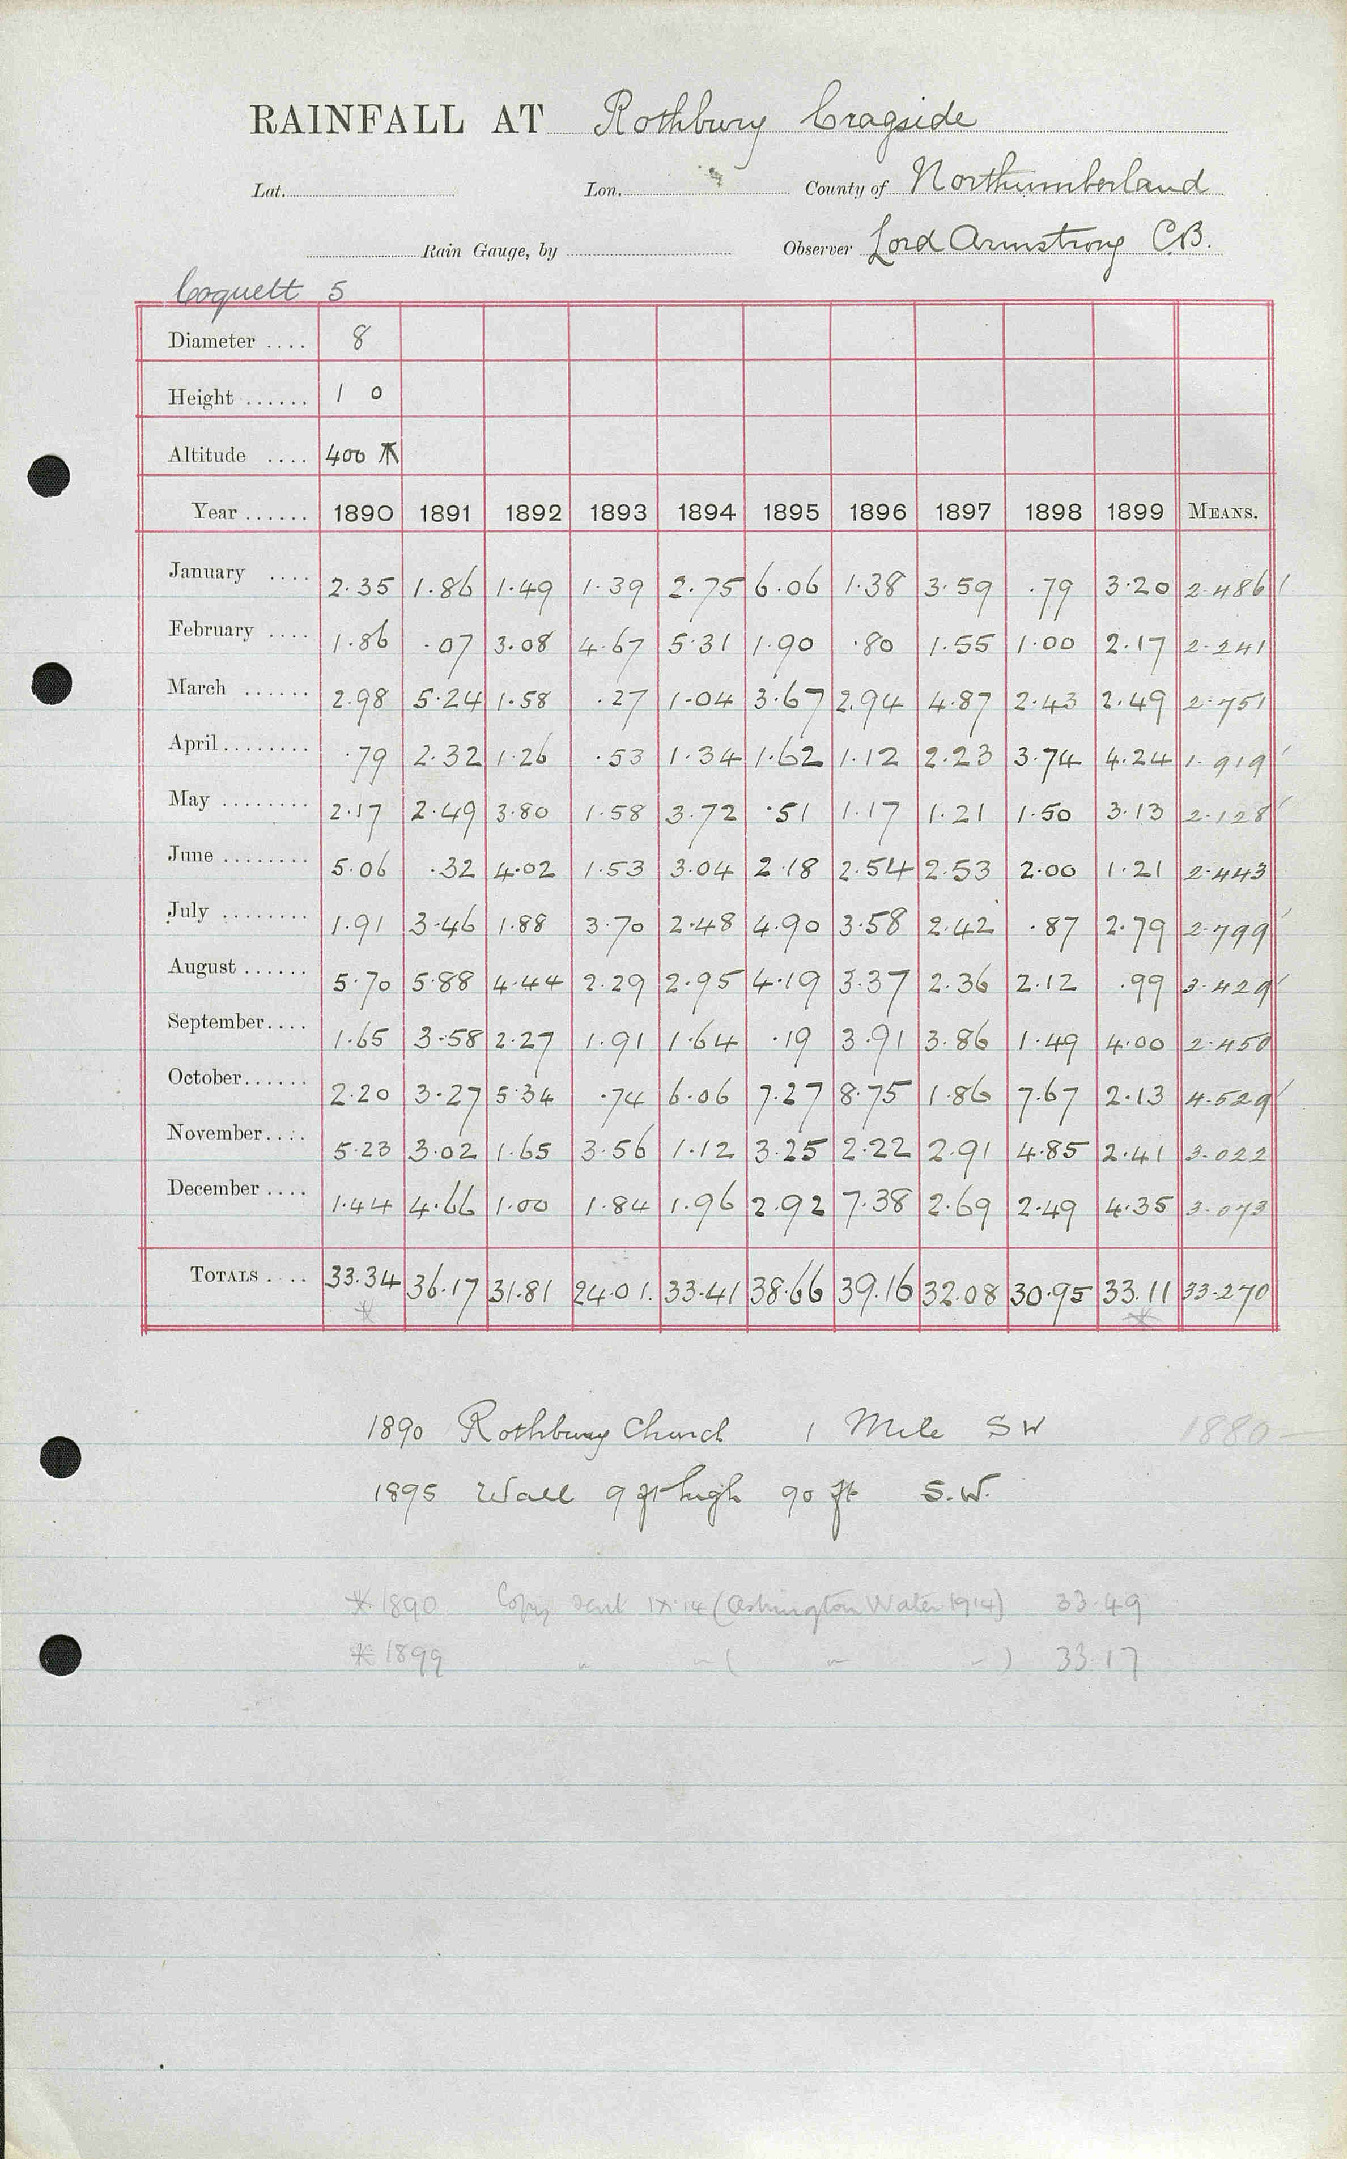 RAINFALL AT Rothbury Cragside
Lat. Lon. County of Northumberland
Rain Gauge, by Observer Lord Armstrong C.B.
Coquett 5
Diameter .... 8
Height ...... 1 0
Altitude .... 400
Year ...... 1890 1891 1892 1893 1894 1895 1896 1897 1898 1899 MEANS.
January .... 2.35 1.86 1.49 1.39 2.75 6.06 1.38 3.59 .79 3.20 2.486
February .... 1.86 .07 3.08 4.67 5.31 1.90 .80 1.55 1.00 2.17 2.241
March ...... 2.98 5.24 1.58 .27 1.04 3.67 2.94 4.87 2.43 2.49 2.751
April ........ .79 2.32 1.26 .53 1.34 1.62 1.12 2.23 3.74 4.24 1.919
May ........ 2.17 2.49 3.80 1.58 3.72 .51 1.17 1.21 1.50 3.13 2.128
June ........ 5.06 .32 4.02 1.53 3.04 2.18 2.54 2.53 2.00 1.21 2.443
July ........ 1.91 3.46 1.88 3.70 2.48 4.90 3.58 2.42 .87 2.79 2.799
August ...... 5.70 5.88 4.44 2.29 2.95 4.19 3.37 2.36 2.12 .99 3.429
September.... 1.65 3.58 2.27 1.91 1.64 .19 3.91 3.86 1.49 4.00 2.450
October...... 2.20 3.27 5.34 .74 6.06 7.27 8.75 1.86 7.67 2.13 4.529
November.... 5.23 3.02 1.65 3.56 1.12 3.25 2.22 2.91 4.85 2.41 3.022
December .... 1.44 4.66 1.00 1.84 1.96 2.92 7.38 2.69 2.49 4.35 3.073
TOTALS .... 33.34 36.17 31.81 24.01. 33.41 38.66 39.16 32.08 30.95 33.11 33.270
* *
1890 Rothbury Church 1 Mile SW 1880 —
1895 Wall 9 ft high 90 ft S.W.
* 1890 Copy sent 14 (Ashington Water 1914) 33.49
* 1899 " " ( " " ) 33.17